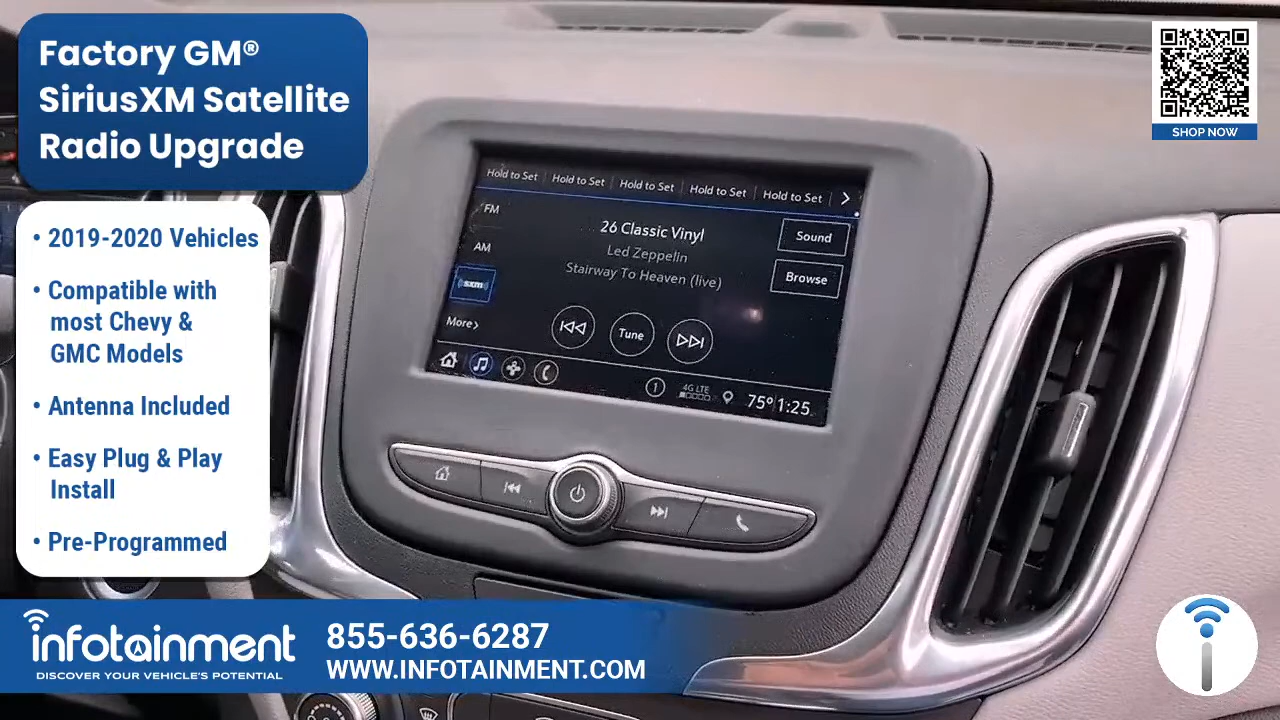 Factory GM®
SiriusXM Satellite
Radio Upgrade
SHOP NOW
• 2019-2020 Vehicles
• Compatible with
most Chevy &
GMC Models
• Antenna Included
• Easy Plug & Play
Install
• Pre-Programmed
Hold to Set Hold to Set Hold to Set Hold to Set Hold to Set >
FM
AM
((sxm))
More>
26 Classic Vinyl
Led Zeppelin
Stairway To Heaven (live)
Sound
Browse
Tune
1 4G LTE 75° 1:25
infotainment
DISCOVER YOUR VEHICLE'S POTENTIAL
855-636-6287
WWW.INFOTAINMENT.COM